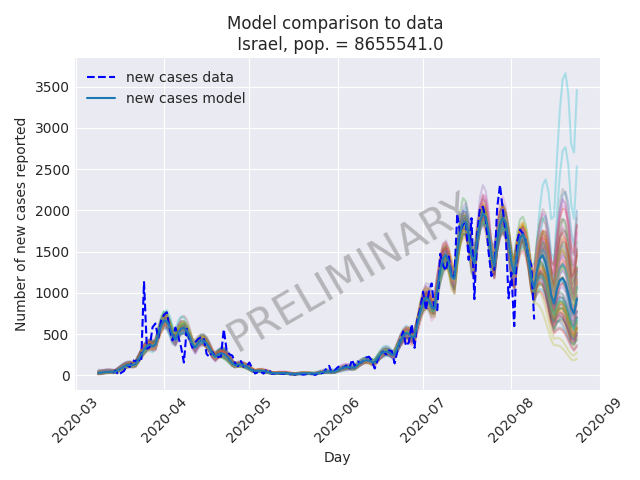 Model comparison to data
Israel, pop. = 8655541.0
new cases data
new cases model
Number of new cases reported
3500
3000
2500
2000
1500
1000
500
0
PRELIMINARY
2020-03
2020-04
2020-05
2020-06
2020-07
2020-08
2020-09
Day